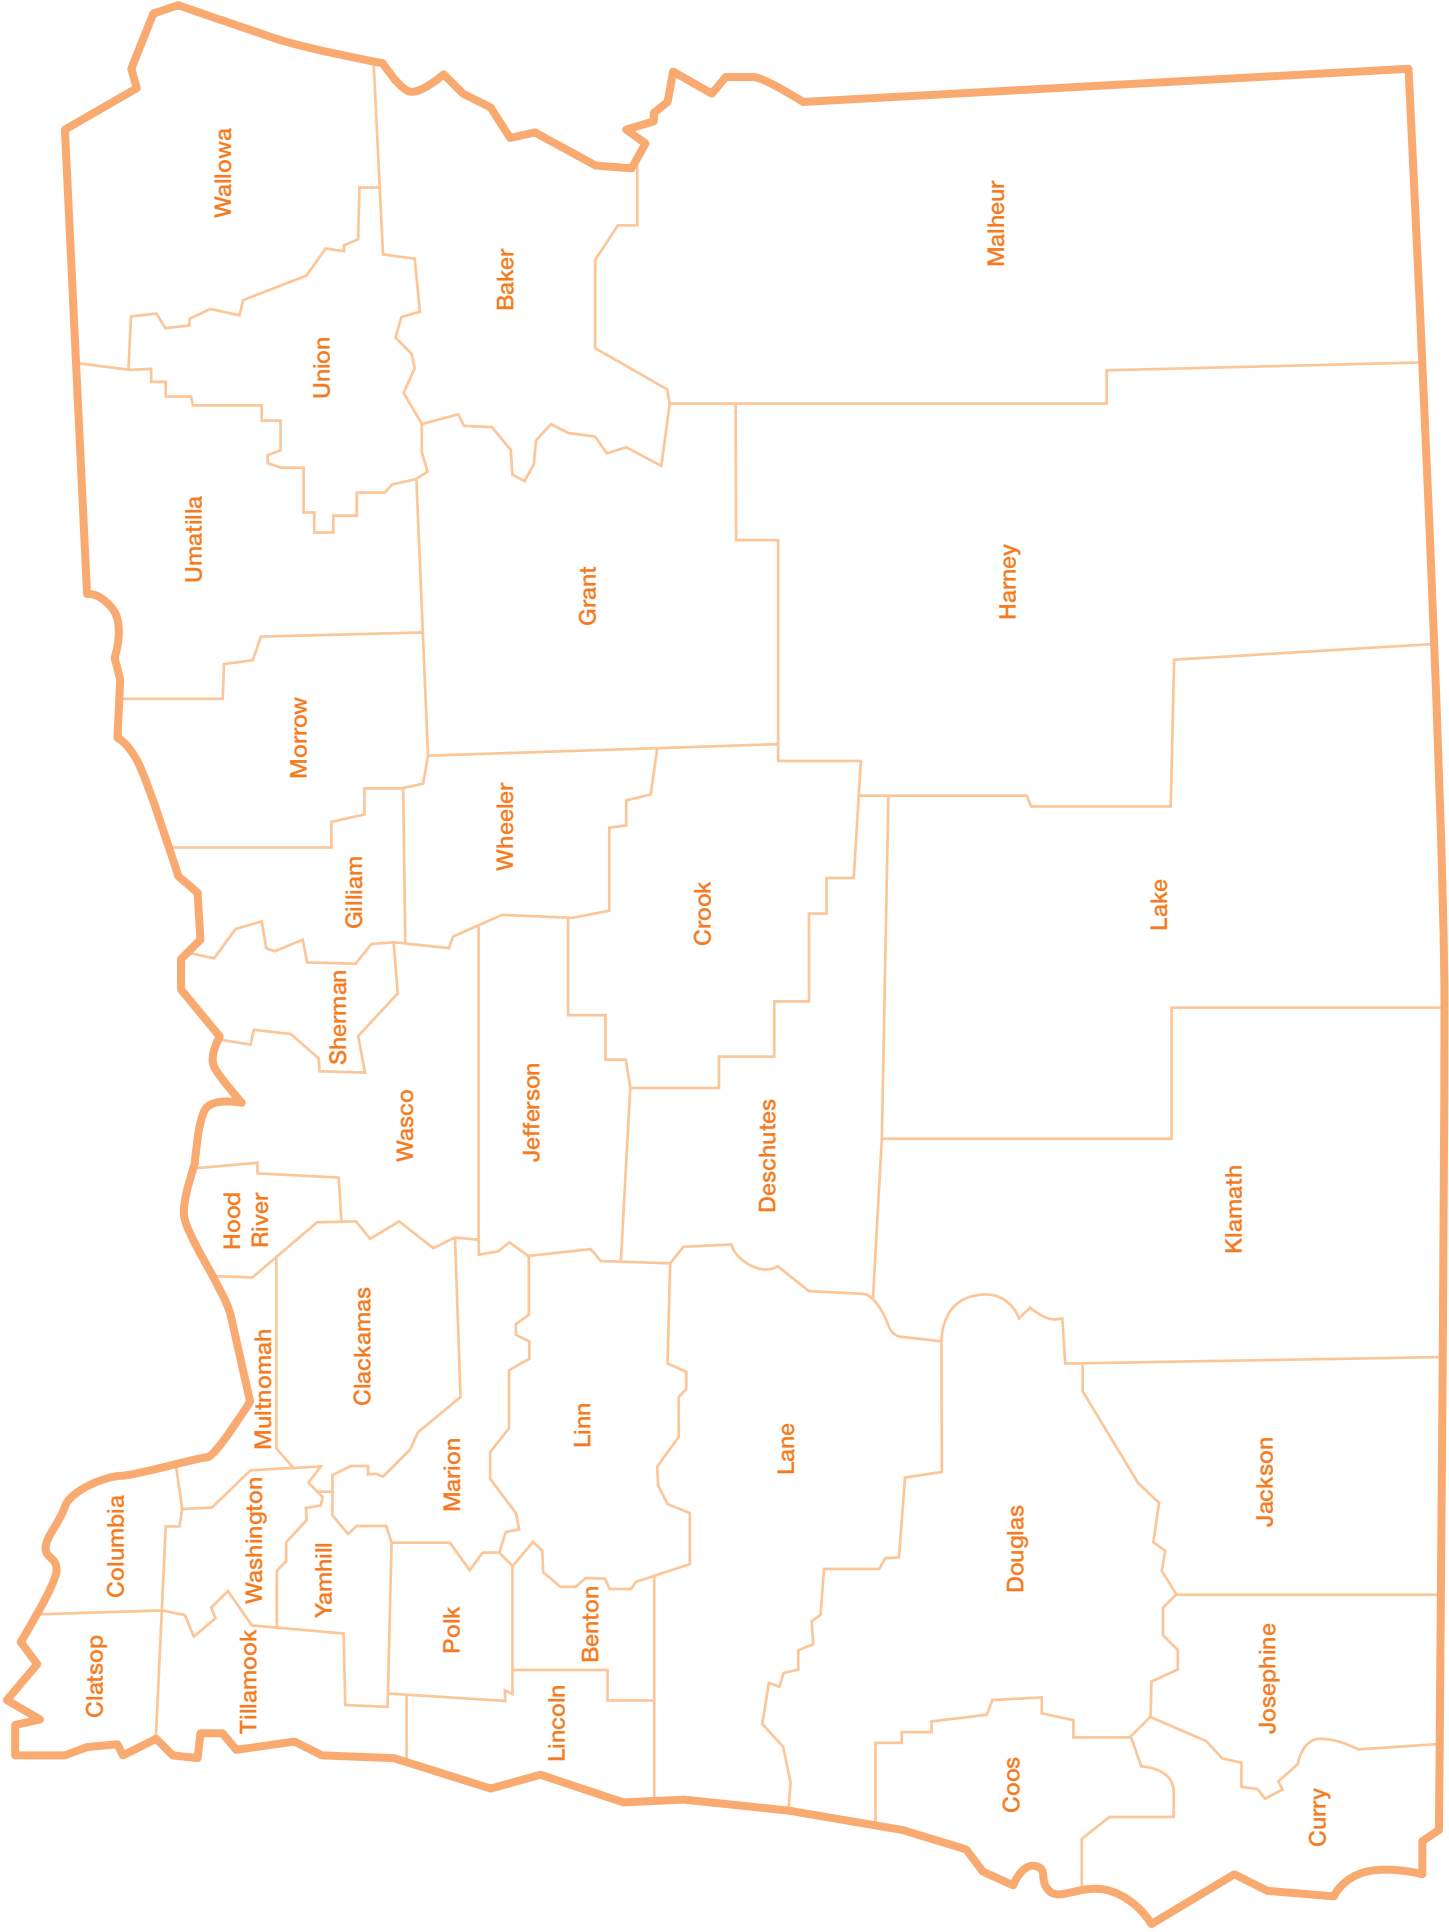 Clatsop
Columbia
Tillamook
Washington
Multnomah
Hood
River
Yamhill
Clackamas
Wasco
Sherman
Gilliam
Morrow
Umatilla
Union
Wallowa
Polk
Marion
Jefferson
Wheeler
Grant
Baker
Lincoln
Benton
Linn
Lane
Deschutes
Crook
Malheur
Harney
Coos
Douglas
Klamath
Lake
Curry
Josephine
Jackson